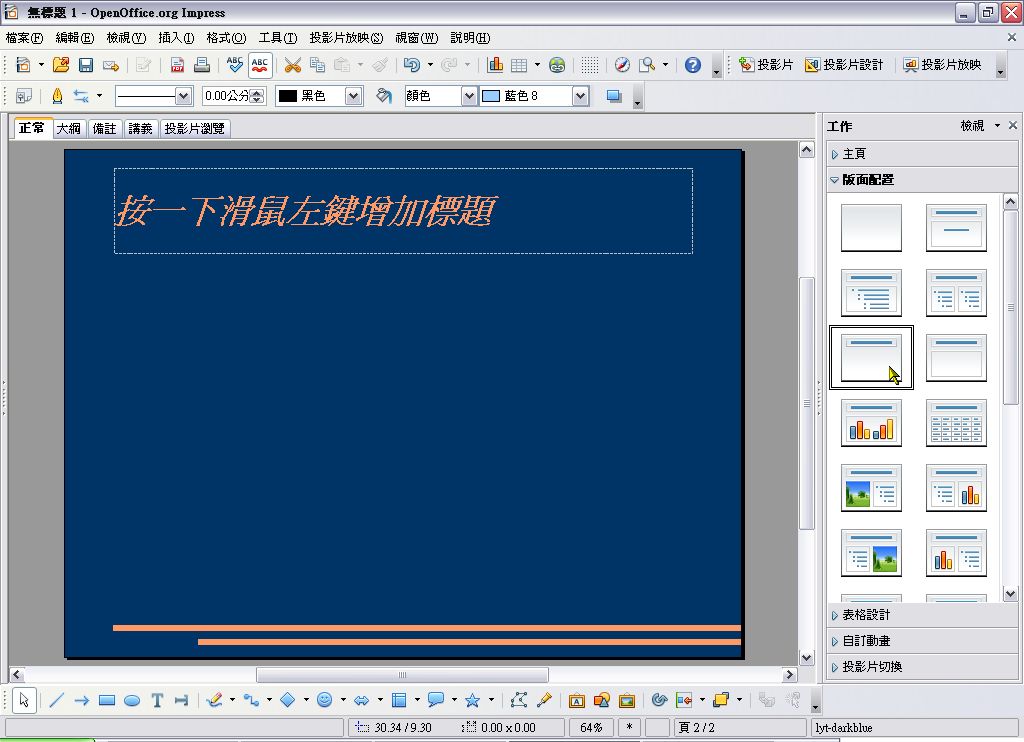 無標題 1 - OpenOffice.org Impress
檔案(F) 編輯(E) 檢視(V) 插入(I) 格式(O) 工具(T) 投影片放映(S) 視窗(W) 說明(H)
ABC ABC 投影片 投影片設計 投影片放映
0.00公分 黑色 顏色 藍色 8
正常 大綱 備註 講義 投影片瀏覽
按一下滑鼠左鍵增加標題
工作 檢視
主頁
版面配置
表格設計
自訂動畫
投影片切換
30.34 / 9.30 0.00 x 0.00 64% * 頁 2 / 2 lyt-darkblue